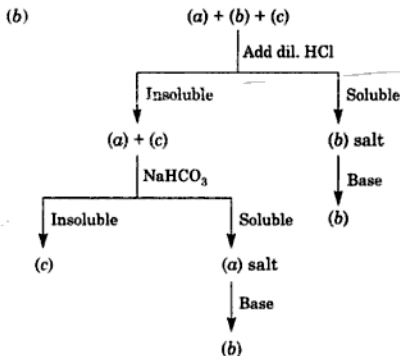 (b) (a) + (b) + (c)
Add dil. HCl
Insoluble Soluble
(a) + (c) (b) salt
NaHCO₃ Base
Insoluble Soluble (b)
(c) (a) salt
Base
(b)